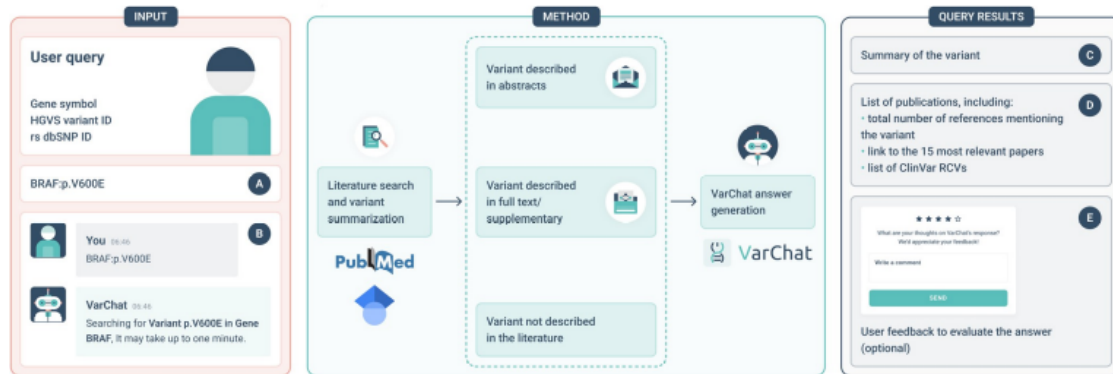 INPUT
User query
Gene symbol
HGVS variant ID
rs dbSNP ID
BRAF:p.V600E
A
B
You 06:46
BRAF:p.V600E
VarChat 06:46
Searching for Variant p.V600E in Gene
BRAF, It may take up to one minute.
METHOD
Literature search
and variant
summarization
PubMed
Variant described
in abstracts
Variant described
in full text/
supplementary
Variant not described
in the literature
VarChat answer
generation
VarChat
QUERY RESULTS
Summary of the variant
C
List of publications, including:
D
• total number of references mentioning
the variant
• link to the 15 most relevant papers
• list of ClinVar RCVs
E
What are your thoughts on VarChat's response?
We'd appreciate your feedback!
Write a comment
SEND
User feedback to evaluate the answer
(optional)